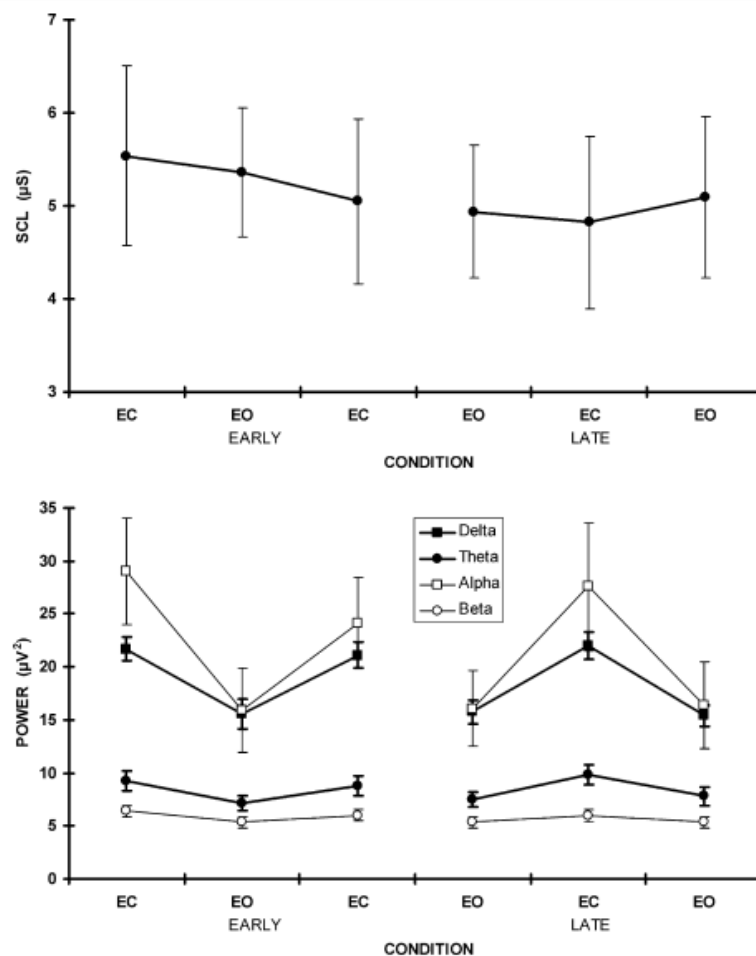 7
6
5
4
3
SCL (µS)
EC EO EC EO EC EO
EARLY LATE
CONDITION
35
30
25
20
15
10
5
0
POWER (µV²)
Delta
Theta
Alpha
Beta
EC EO EC EO EC EO
EARLY LATE
CONDITION